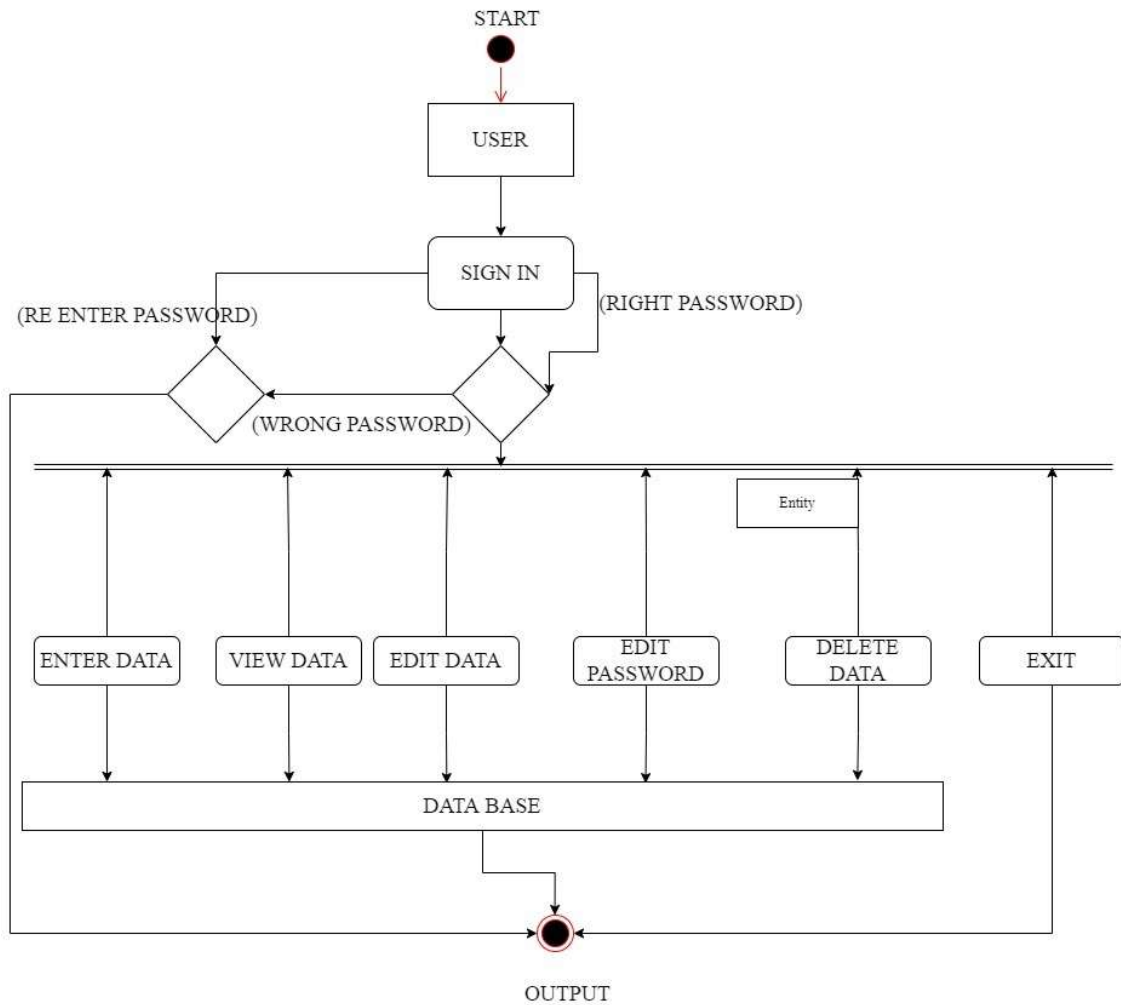 START
USER
SIGN IN
(RE ENTER PASSWORD)
(RIGHT PASSWORD)
(WRONG PASSWORD)
Entity
ENTER DATA
VIEW DATA
EDIT DATA
EDIT
PASSWORD
DELETE
DATA
EXIT
DATA BASE
OUTPUT